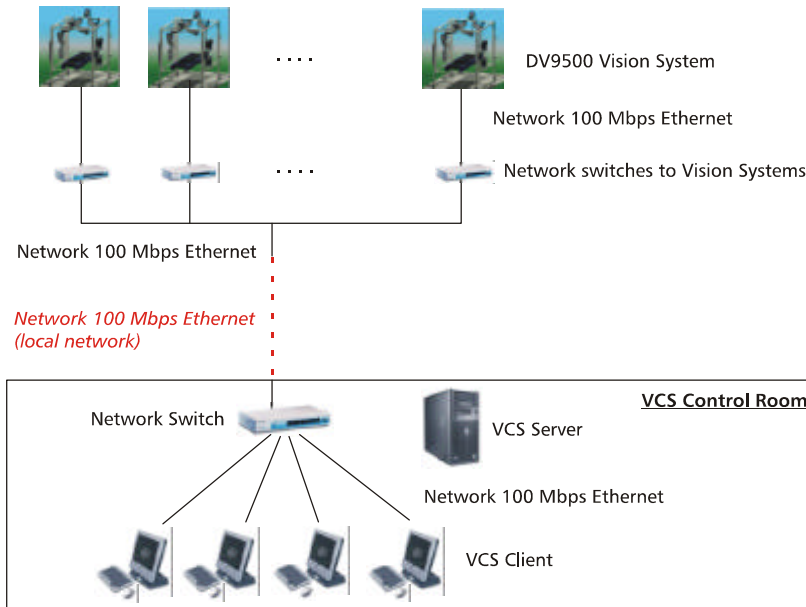 DV9500 Vision System
Network 100 Mbps Ethernet
Network switches to Vision Systems
Network 100 Mbps Ethernet
Network 100 Mbps Ethernet
(local network)
VCS Control Room
Network Switch
VCS Server
Network 100 Mbps Ethernet
VCS Client